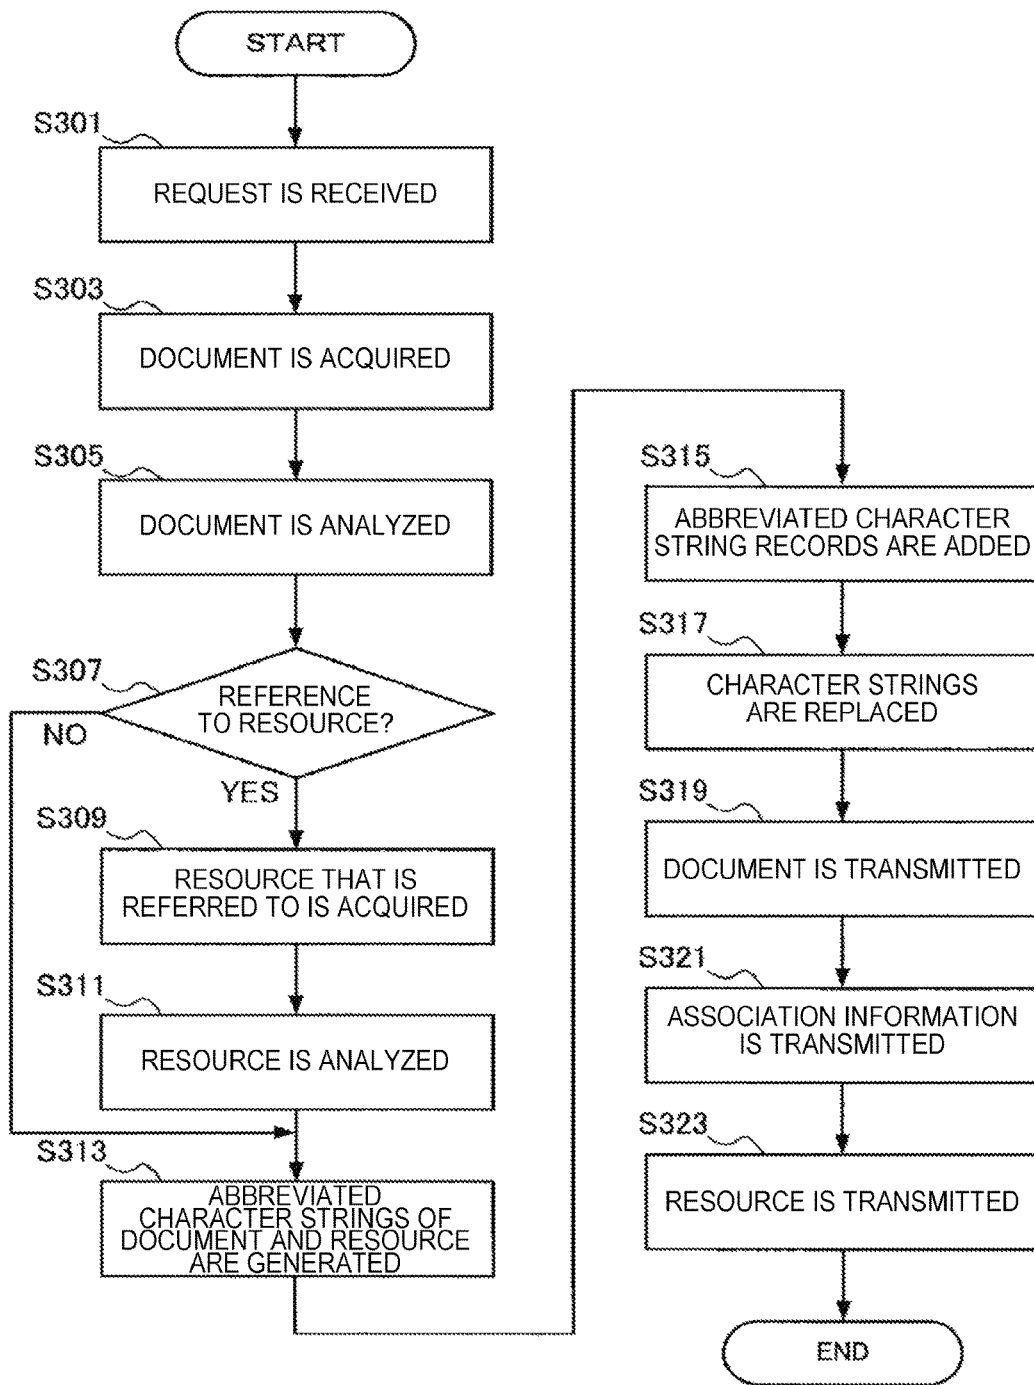 START
S301
REQUEST IS RECEIVED
S303
DOCUMENT IS ACQUIRED
S305
DOCUMENT IS ANALYZED
S307
REFERENCE
TO RESOURCE?
NO
YES
S309
RESOURCE THAT IS
REFERRED TO IS ACQUIRED
S311
RESOURCE IS ANALYZED
S313
ABBREVIATED
CHARACTER STRINGS OF
DOCUMENT AND RESOURCE
ARE GENERATED
S315
ABBREVIATED CHARACTER
STRING RECORDS ARE ADDED
S317
CHARACTER STRINGS
ARE REPLACED
S319
DOCUMENT IS TRANSMITTED
S321
ASSOCIATION INFORMATION
IS TRANSMITTED
S323
RESOURCE IS TRANSMITTED
END